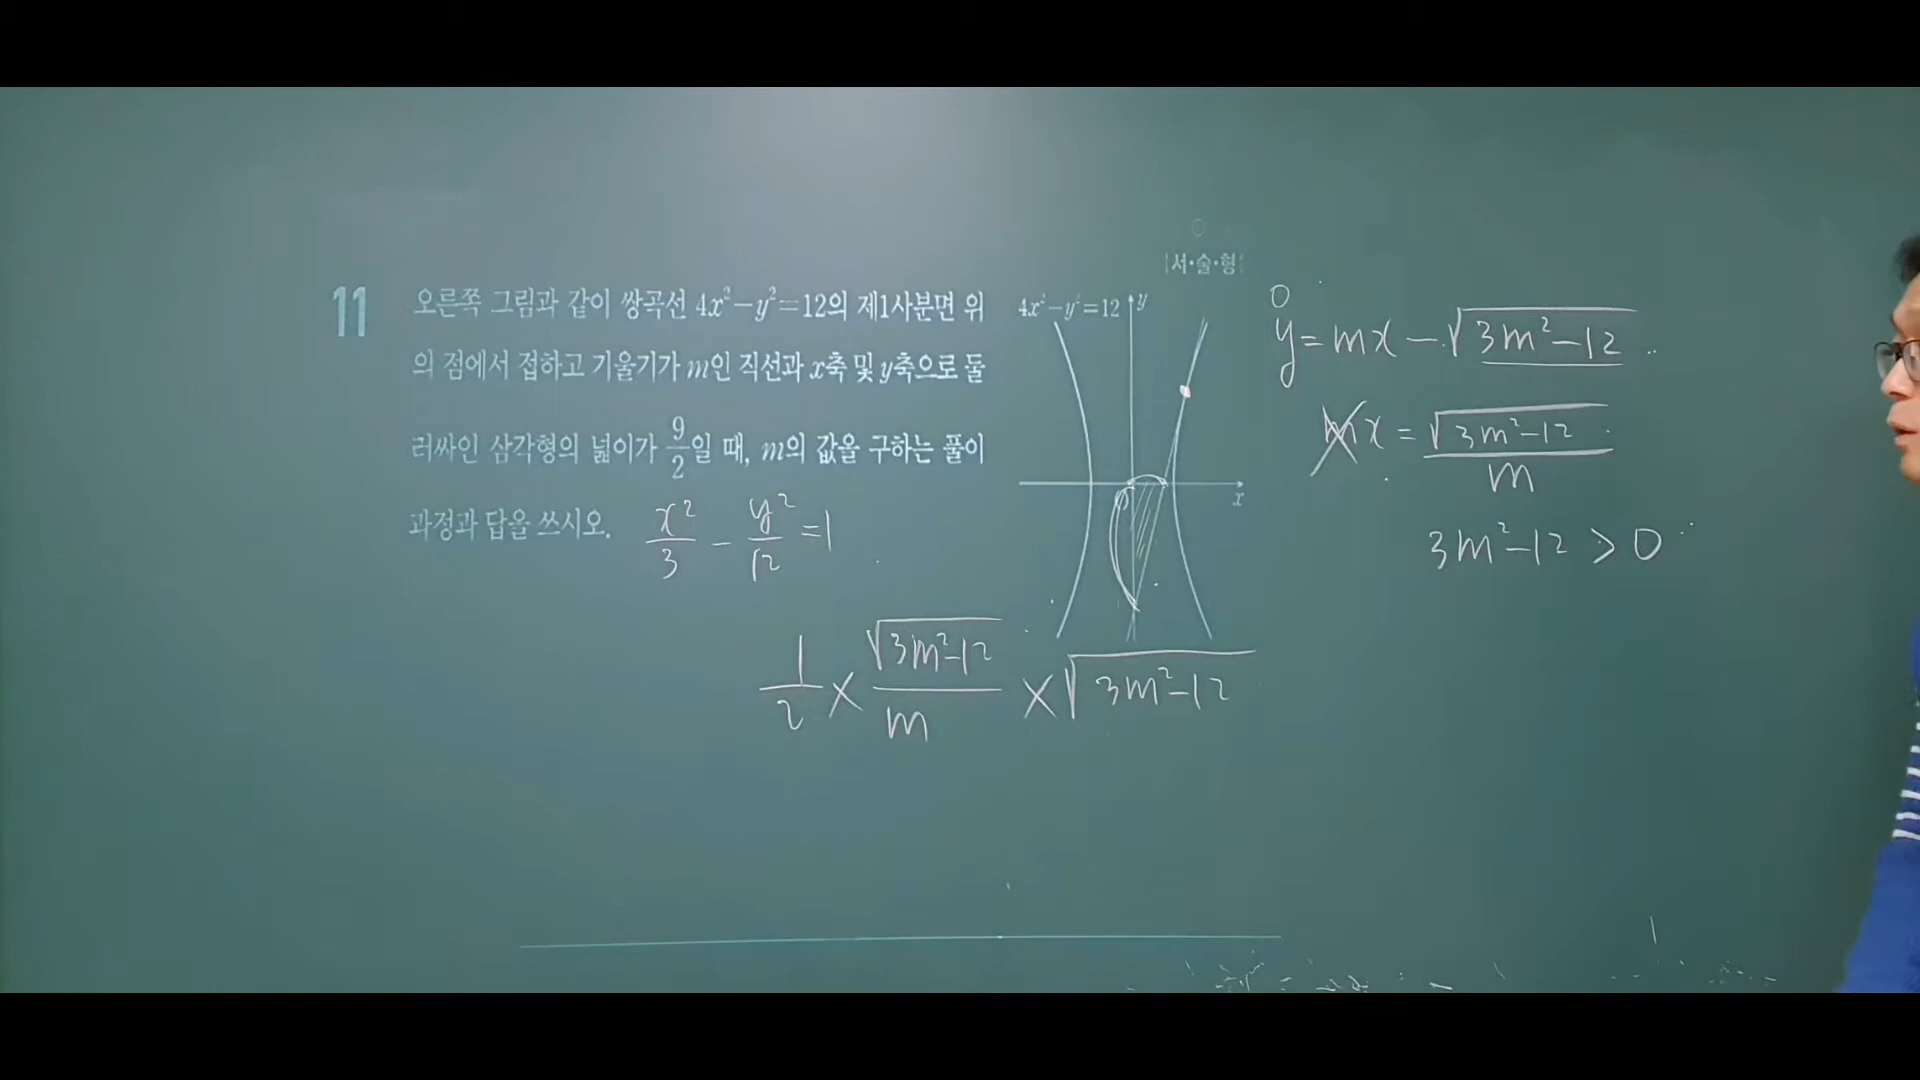 11
오른쪽 그림과 같이 쌍곡선 4x²-y²=12의 제1사분면 위
의 점에서 접하고 기울기가 m인 직선과 x축 및 y축으로 둘
러싸인 삼각형의 넓이가 9/2일 때, m의 값을 구하는 풀이
과정과 답을 쓰시오.
x²/3 - y²/12 = 1
|서·술·형|
4x²-y²=12
y
x
0
y = mx - √(3m²-12)
mx = √(3m²-12)/m
3m²-12 > 0
1/2 × √(3m²-12)/m × √(3m²-12)